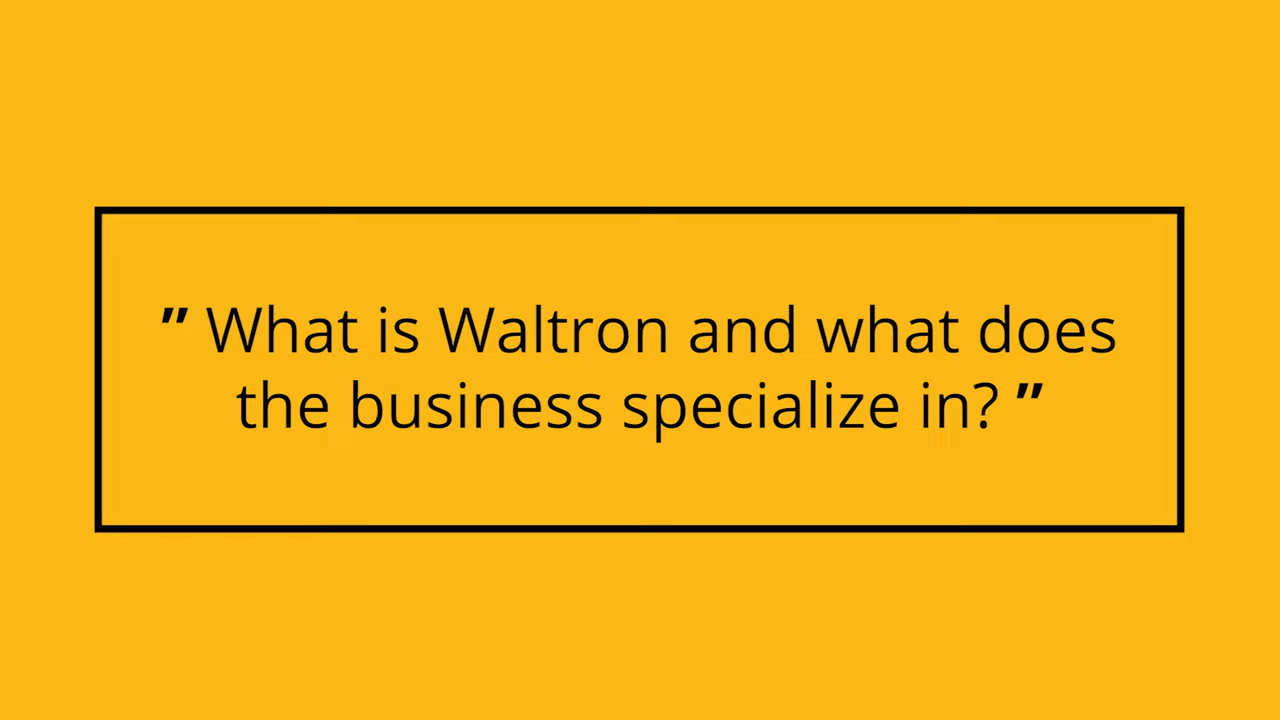 " What is Waltron and what does
the business specialize in? "